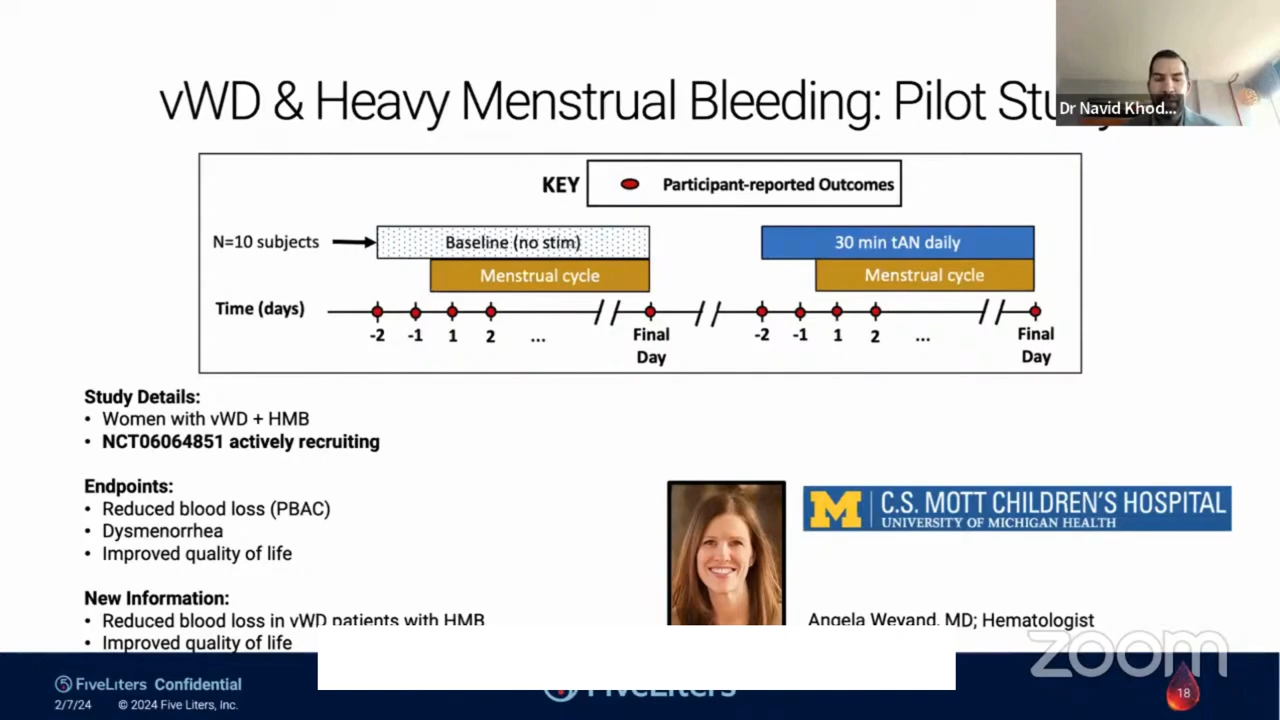 vWD & Heavy Menstrual Bleeding: Pilot
Dr Navid Khod...
KEY
Participant-reported Outcomes
N=10 subjects
Baseline (no stim)
30 min tAN daily
Menstrual cycle
Menstrual cycle
Time (days)
-2 -1 1 2 ... Final Day
-2 -1 1 2 ... Final Day
Study Details:
• Women with vWD + HMB
• NCT06064851 actively recruiting
Endpoints:
• Reduced blood loss (PBAC)
• Dysmenorrhea
• Improved quality of life
New Information:
• Reduced blood loss in vWD patients with HMB
• Improved quality of life
M C.S. MOTT CHILDREN'S HOSPITAL
UNIVERSITY OF MICHIGAN HEALTH
Angela Weyand, MD; Hematologist
zoom
FIVELITERS Confidential
2/7/24 © 2024 Five Liters, Inc.
FIVELITERS
18